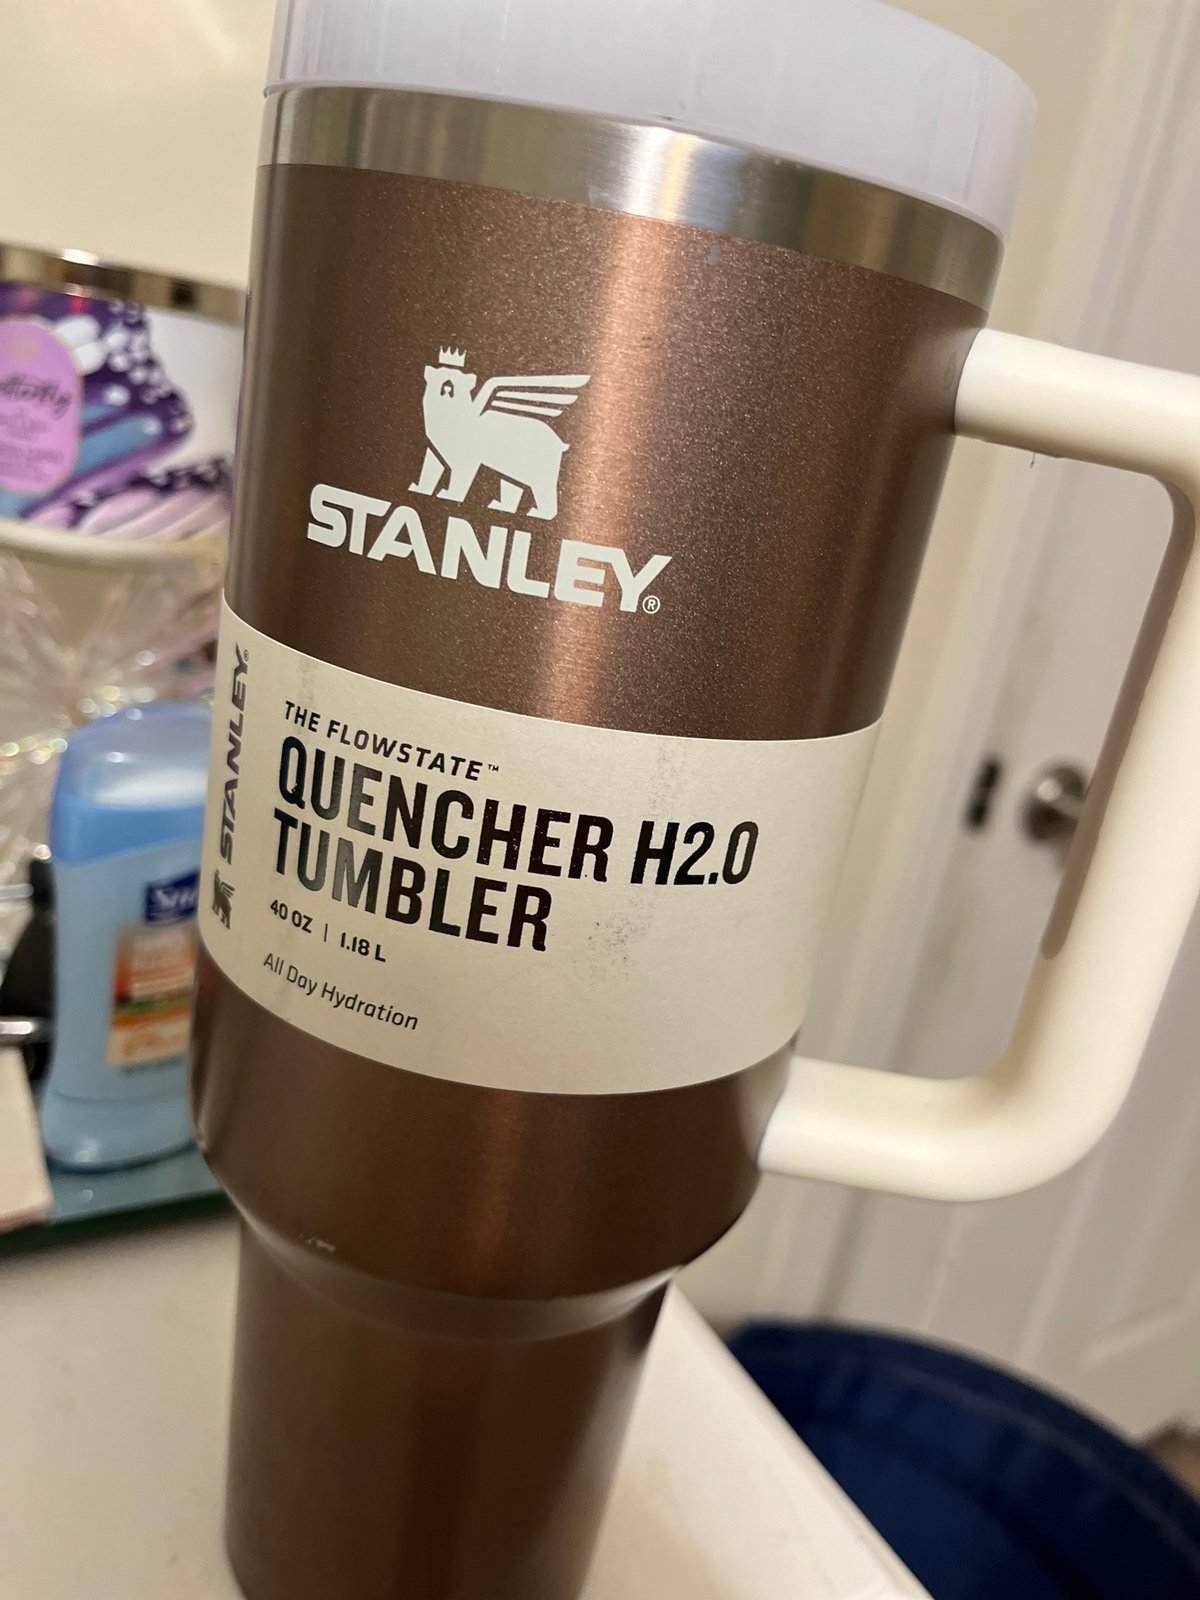 STANLEY®
STANLEY®
THE FLOWSTATE™
QUENCHER H2.0
TUMBLER
40 OZ | 1.18 L
All Day Hydration